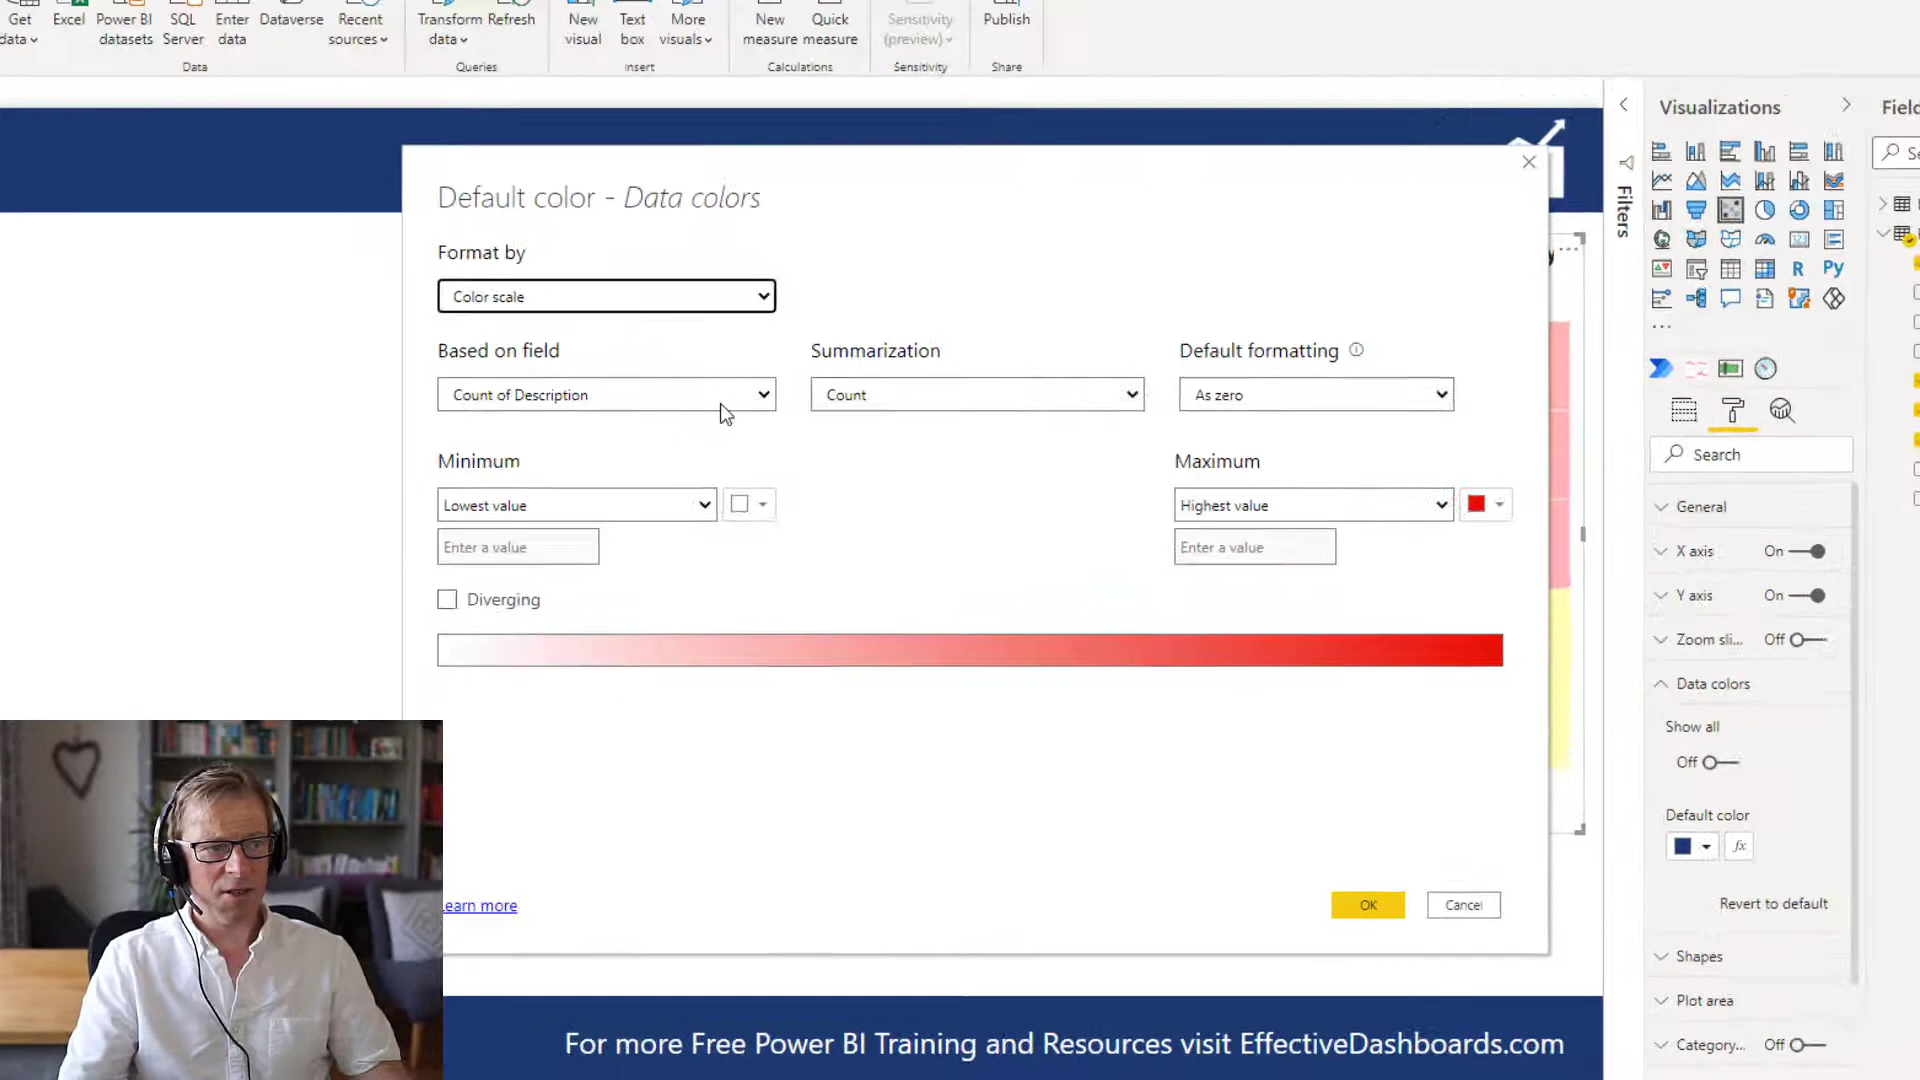 Get data
Excel
Power BI datasets
SQL Server
Enter data
Dataverse
Recent sources
Transform data
Refresh
New visual
Text box
More visuals
New measure
Quick measure
Sensitivity (preview)
Publish
Data
Queries
Insert
Calculations
Sensitivity
Share
Visualizations
Filters
R
Py
123
Default color - Data colors
Format by
Color scale
Based on field
Summarization
Default formatting
Count of Description
Count
As zero
Minimum
Maximum
Lowest value
Highest value
Enter a value
Enter a value
Diverging
earn more
OK
Cancel
Search
General
X axis On
Y axis On
Zoom sli... Off
Data colors
Show all
Off
Default color
fx
Revert to default
Shapes
Plot area
Category... Off
For more Free Power BI Training and Resources visit EffectiveDashboards.com